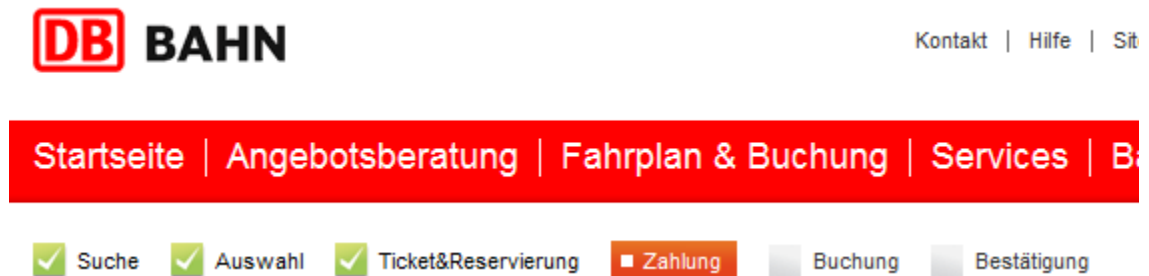 DB BAHN
Kontakt | Hilfe |
Startseite | Angebotsberatung | Fahrplan & Buchung | Services |
Suche Auswahl Ticket&Reservierung Zahlung Buchung Bestätigung